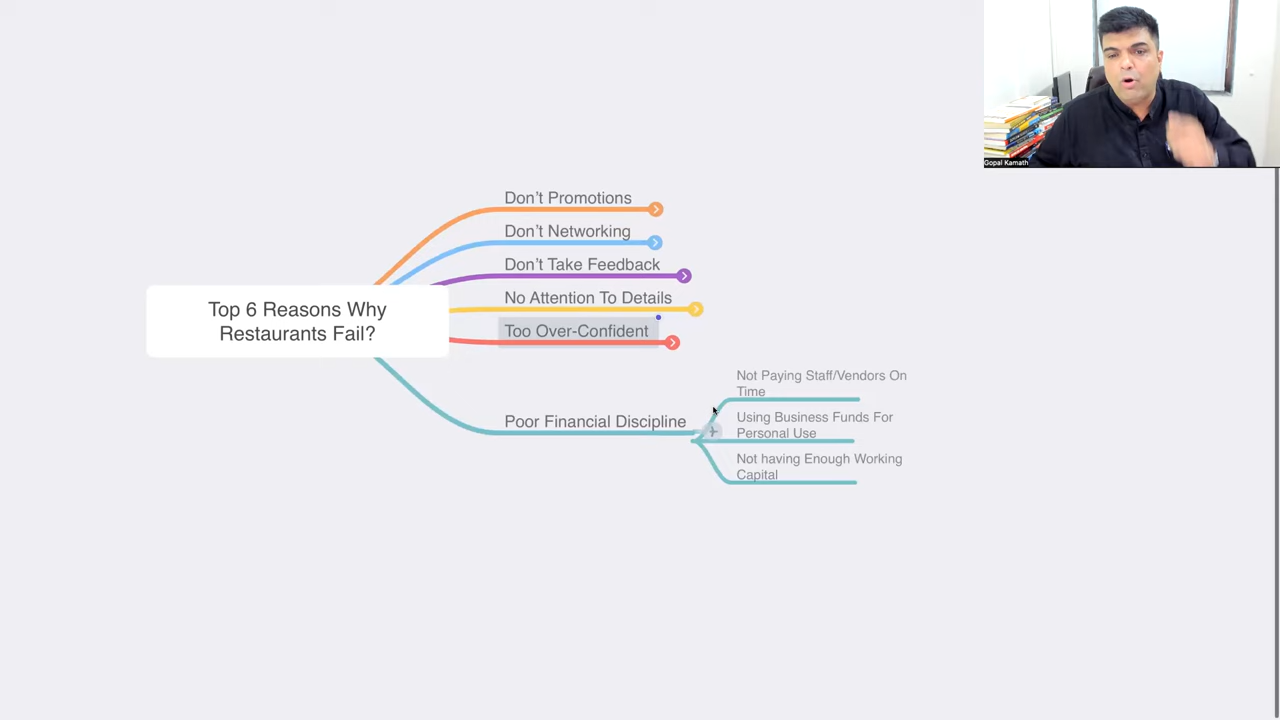 Gopal Kamath
Don’t Promotions
Don’t Networking
Don’t Take Feedback
No Attention To Details
Top 6 Reasons Why
Restaurants Fail?
Too Over-Confident
Poor Financial Discipline
Not Paying Staff/Vendors On
Time
Using Business Funds For
Personal Use
Not having Enough Working
Capital